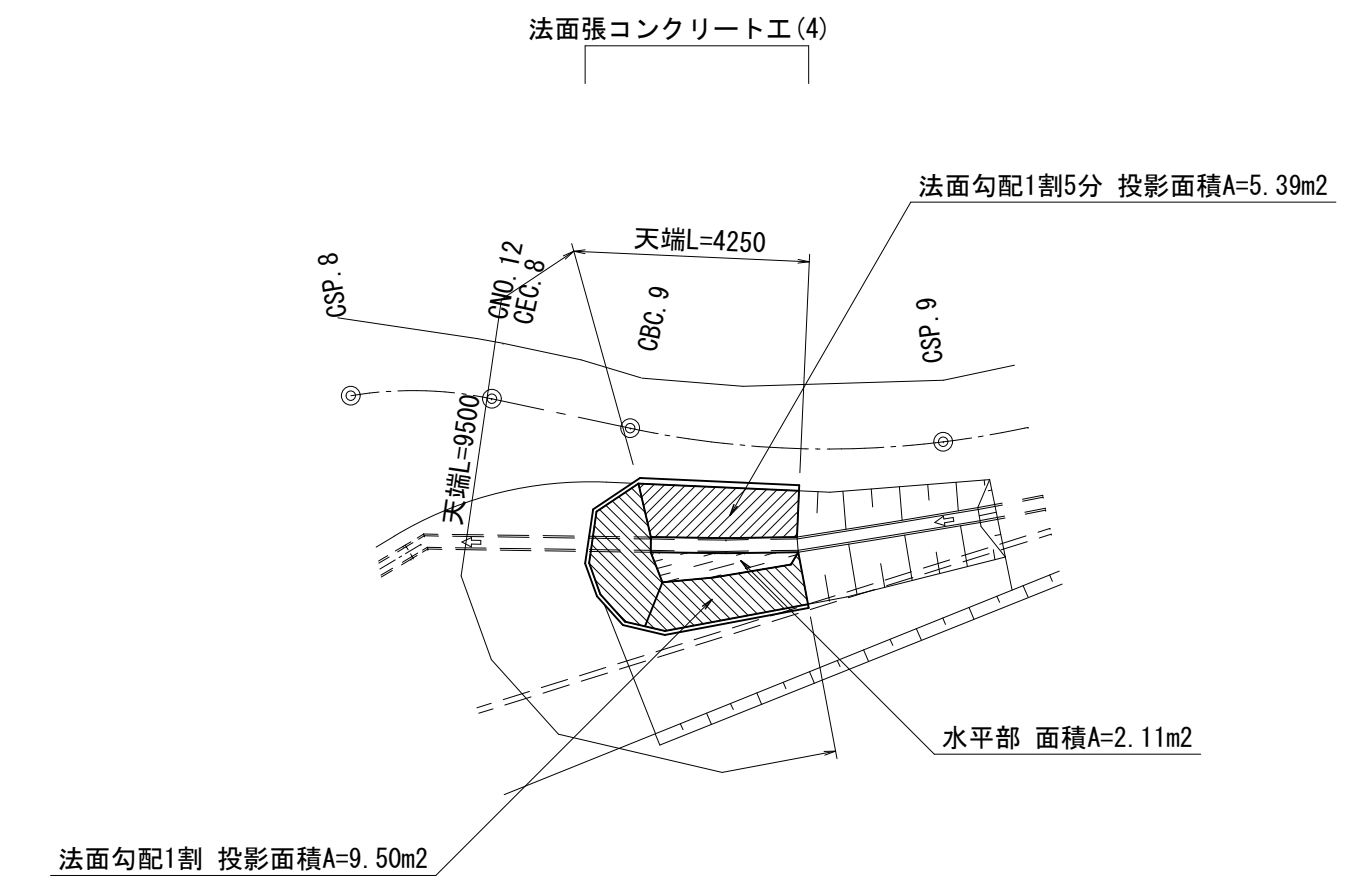 法面張コンクリート工(4)
法面勾配1割5分 投影面積A=5.39m2
天端L=4250
CSP.8
CNO.12
CEC.8
CBC.9
CSP.9
天端L=9500
水平部 面積A=2.11m2
法面勾配1割 投影面積A=9.50m2